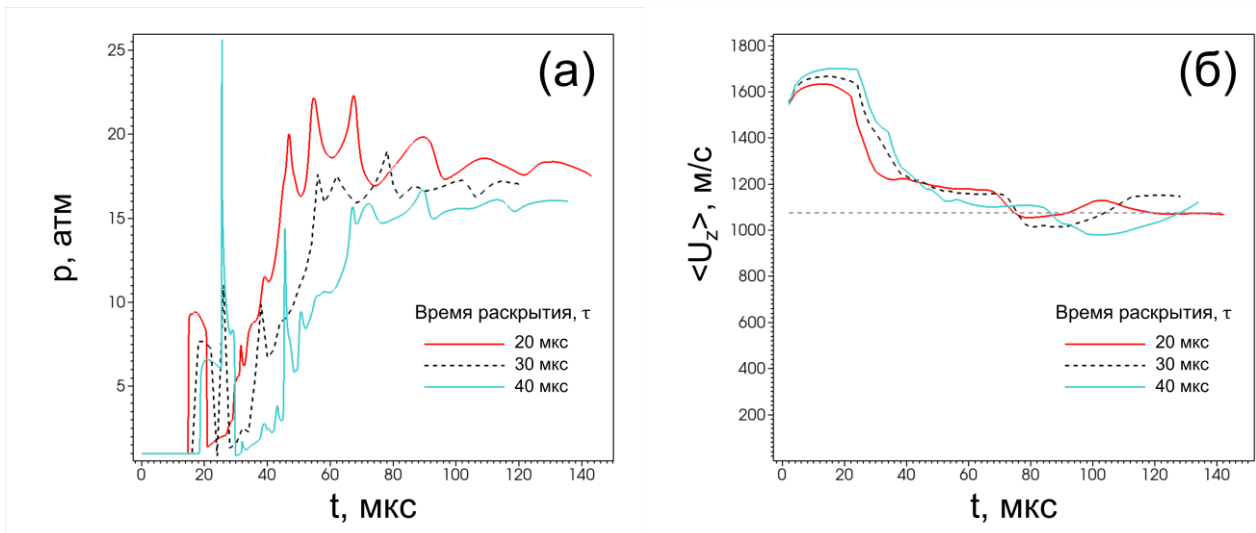 (а)
p, атм
25
20
15
10
5
Время раскрытия, τ
20 мкс
30 мкс
40 мкс
0 20 40 60 80 100 120 140
t, мкс
(б)
<U_z>, м/с
1800
1600
1400
1200
1000
800
600
400
200
Время раскрытия, τ
20 мкс
30 мкс
40 мкс
0 20 40 60 80 100 120 140
t, мкс